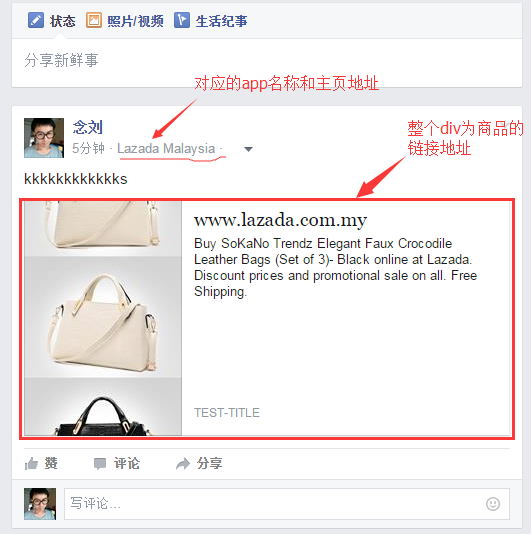 状态 照片/视频 生活纪事
分享新鲜事
对应的app名称和主页地址
整个div为商品的
链接地址
念刘
5分钟 · Lazada Malaysia ·
kkkkkkkkkkkks
www.lazada.com.my
Buy SoKaNo Trendz Elegant Faux Crocodile
Leather Bags (Set of 3)- Black online at Lazada.
Discount prices and promotional sale on all. Free
Shipping.
TEST-TITLE
赞 评论 分享
写评论...